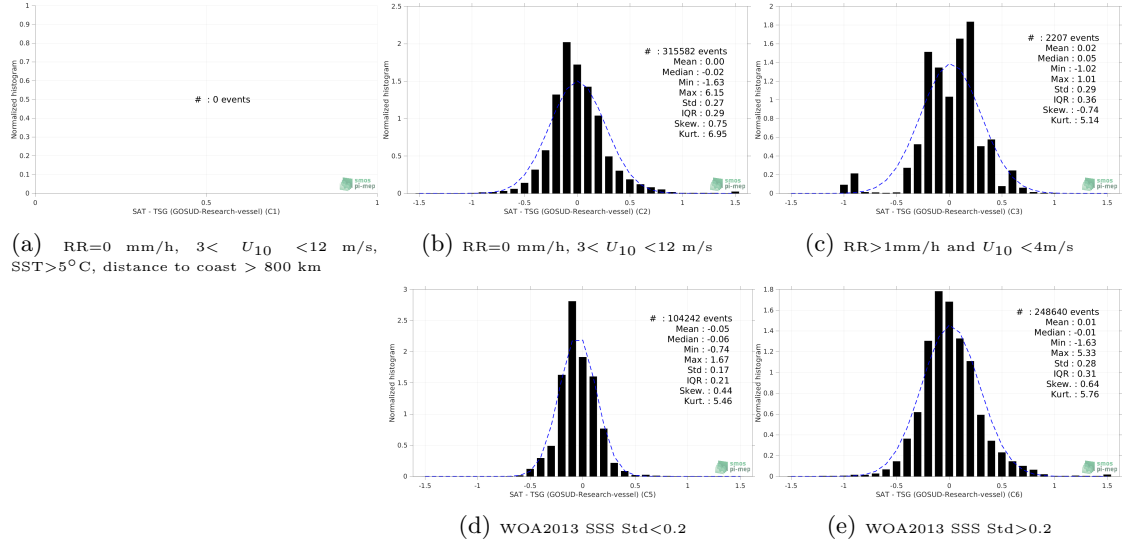 Normalized histogram
1
0.9
0.8
0.7
0.6
0.5
0.4
0.3
0.2
0.1
0
# : 0 events
smos
pi-mep
0 0.5 1
SAT - TSG (GOSUD-Research-vessel) (C1)
(a) RR=0 mm/h, 3< U10 <12 m/s,
SST>5°C, distance to coast > 800 km
Normalized histogram
2.5
2
1.5
1
0.5
0
# : 315582 events
Mean : 0.00
Median : -0.02
Min : -1.63
Max : 6.15
Std : 0.27
IQR : 0.29
Skew. : 0.75
Kurt. : 6.95
smos
pi-mep
-1.5 -1 -0.5 0 0.5 1 1.5
SAT - TSG (GOSUD-Research-vessel) (C2)
(b) RR=0 mm/h, 3< U10 <12 m/s
Normalized histogram
2
1.8
1.6
1.4
1.2
1
0.8
0.6
0.4
0.2
0
# : 2207 events
Mean : 0.02
Median : 0.05
Min : -1.02
Max : 1.01
Std : 0.29
IQR : 0.36
Skew. : -0.74
Kurt. : 5.14
smos
pi-mep
-1.5 -1 -0.5 0 0.5 1 1.5
SAT - TSG (GOSUD-Research-vessel) (C3)
(c) RR>1mm/h and U10 <4m/s
Normalized histogram
3
2.5
2
1.5
1
0.5
0
# : 104242 events
Mean : -0.05
Median : -0.06
Min : -0.74
Max : 1.67
Std : 0.17
IQR : 0.21
Skew. : 0.44
Kurt. : 5.46
smos
pi-mep
-1.5 -1 -0.5 0 0.5 1 1.5
SAT - TSG (GOSUD-Research-vessel) (C5)
(d) WOA2013 SSS Std<0.2
Normalized histogram
1.8
1.6
1.4
1.2
1
0.8
0.6
0.4
0.2
0
# : 248640 events
Mean : 0.01
Median : -0.01
Min : -1.63
Max : 5.33
Std : 0.28
IQR : 0.31
Skew. : 0.64
Kurt. : 5.76
smos
pi-mep
-1.5 -1 -0.5 0 0.5 1 1.5
SAT - TSG (GOSUD-Research-vessel) (C6)
(e) WOA2013 SSS Std>0.2